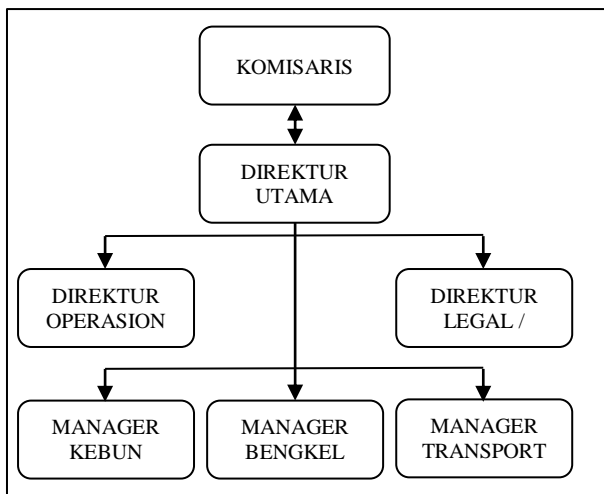 KOMISARIS
DIREKTUR
UTAMA
DIREKTUR
OPERASION
DIREKTUR
LEGAL /
MANAGER
KEBUN
MANAGER
BENGKEL
MANAGER
TRANSPORT